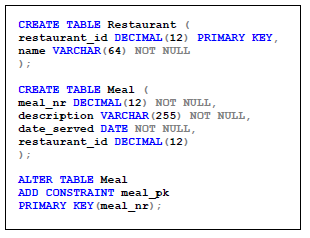 CREATE TABLE Restaurant (
restaurant_id DECIMAL(12) PRIMARY KEY,
name VARCHAR(64) NOT NULL
);
CREATE TABLE Meal (
meal_nr DECIMAL(12) NOT NULL,
description VARCHAR(255) NOT NULL,
date_served DATE NOT NULL,
restaurant_id DECIMAL(12)
);
ALTER TABLE Meal
ADD CONSTRAINT meal_pk
PRIMARY KEY(meal_nr);